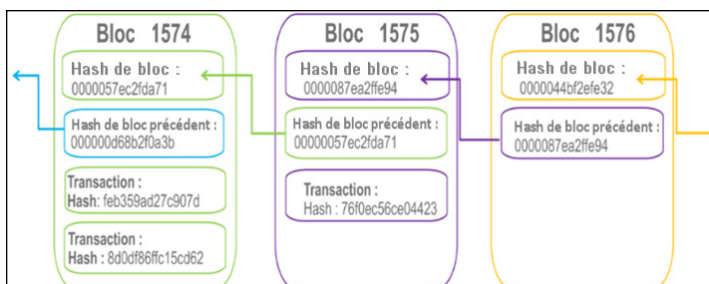 Bloc 1574
Hash de bloc :
0000057ec2fda71
Hash de bloc précédent :
000000d68b2f0a3b
Transaction :
Hash: feb359ad27c907d
Transaction :
Hash : 8d0df86ffc15cd62
Bloc 1575
Hash de bloc :
0000087ea2ffe94
Hash de bloc précédent :
00000057ec2fda71
Transaction :
Hash : 76f0ec56ce04423
Bloc 1576
Hash de bloc :
0000044bf2efe32
Hash de bloc précédent :
0000087ea2ffe94